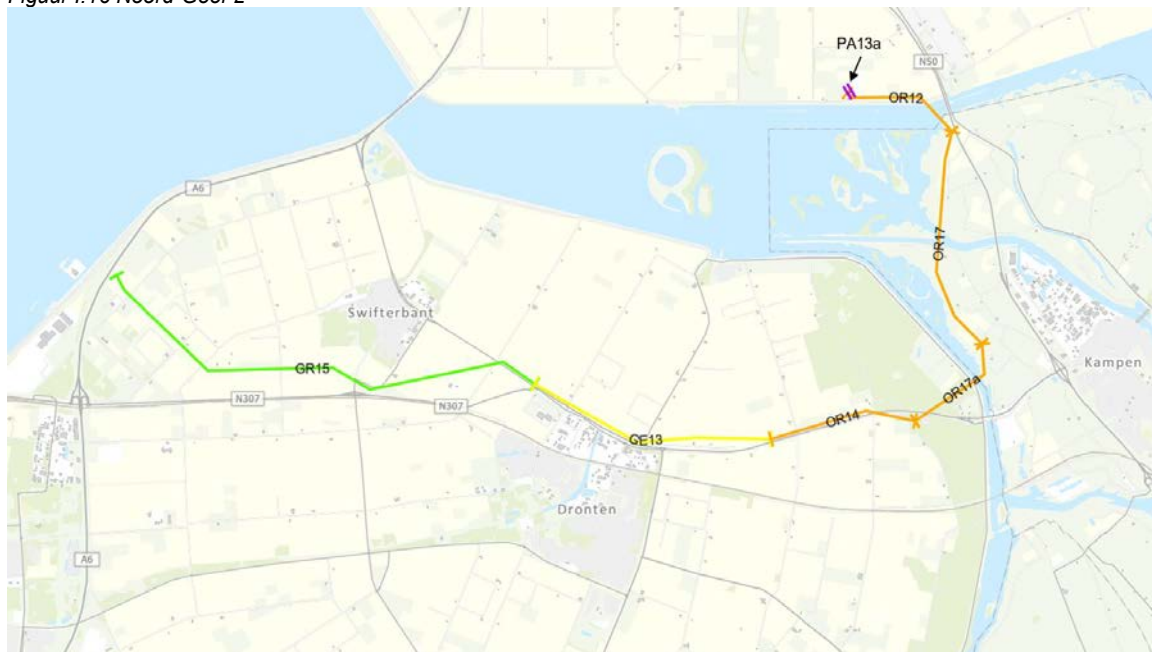 PA13a
N50
OR12
A6
OR17
Swifterbant
Kampen
GR15
N307
N307
OR17a
OR14
GE13
Dronten
A6